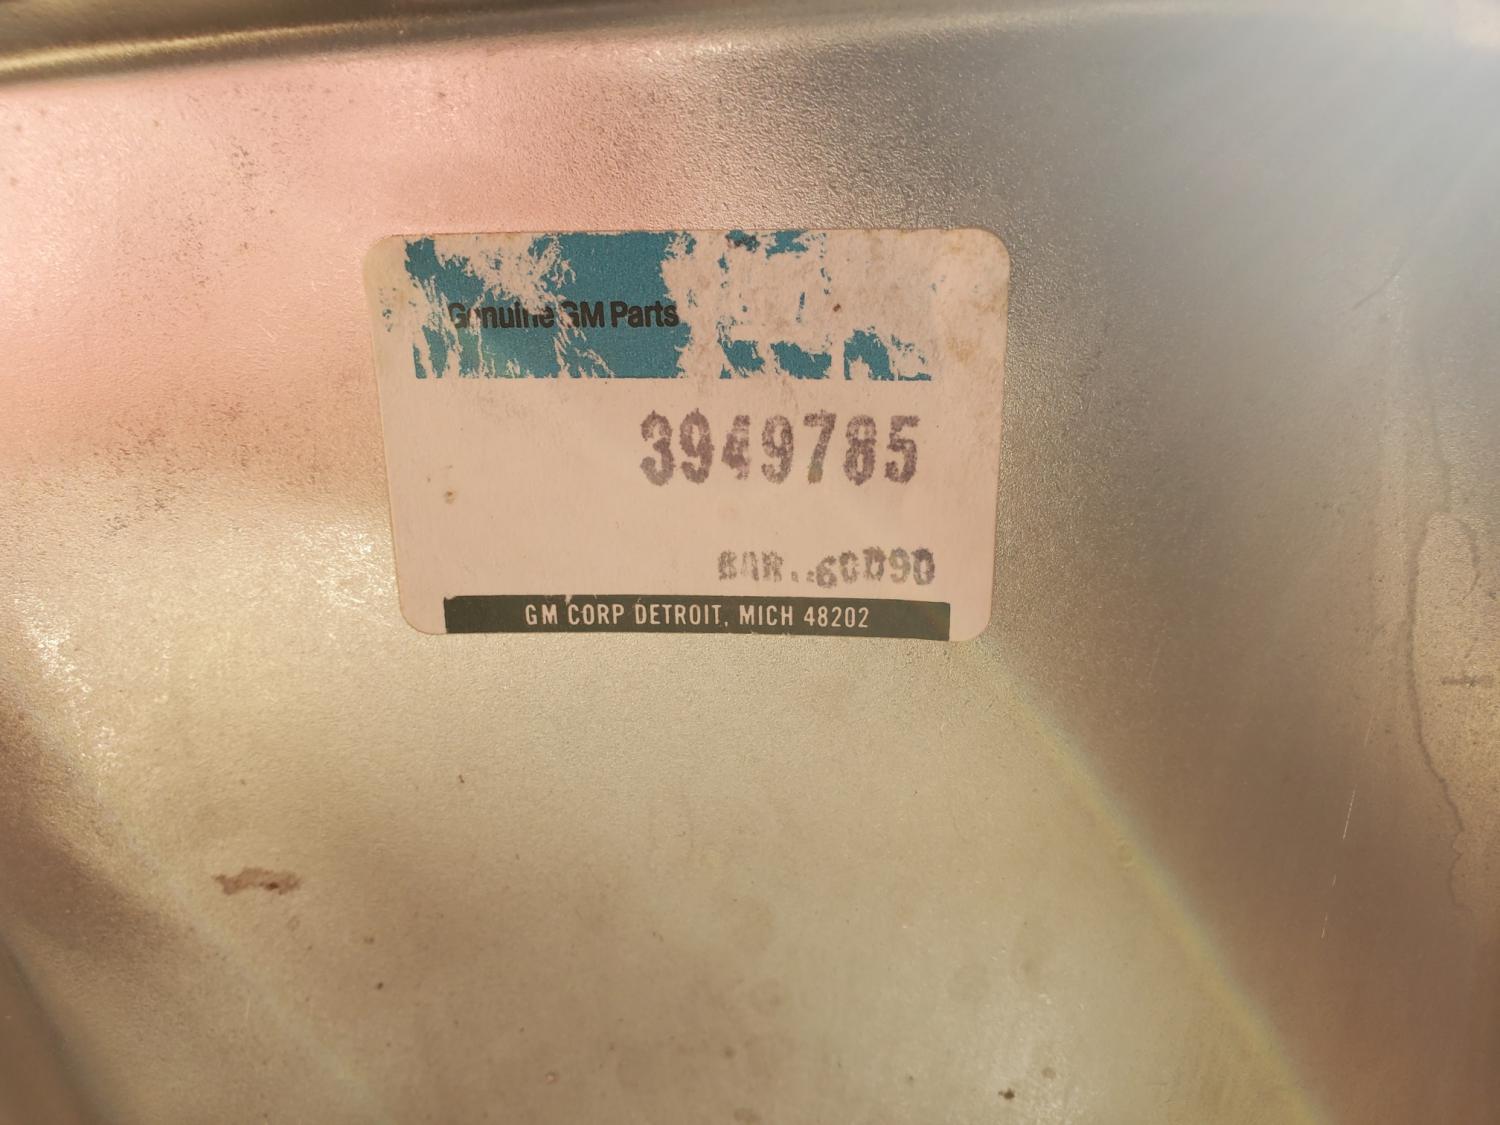 Genuine GM Parts
3949785
GM CORP DETROIT, MICH 48202